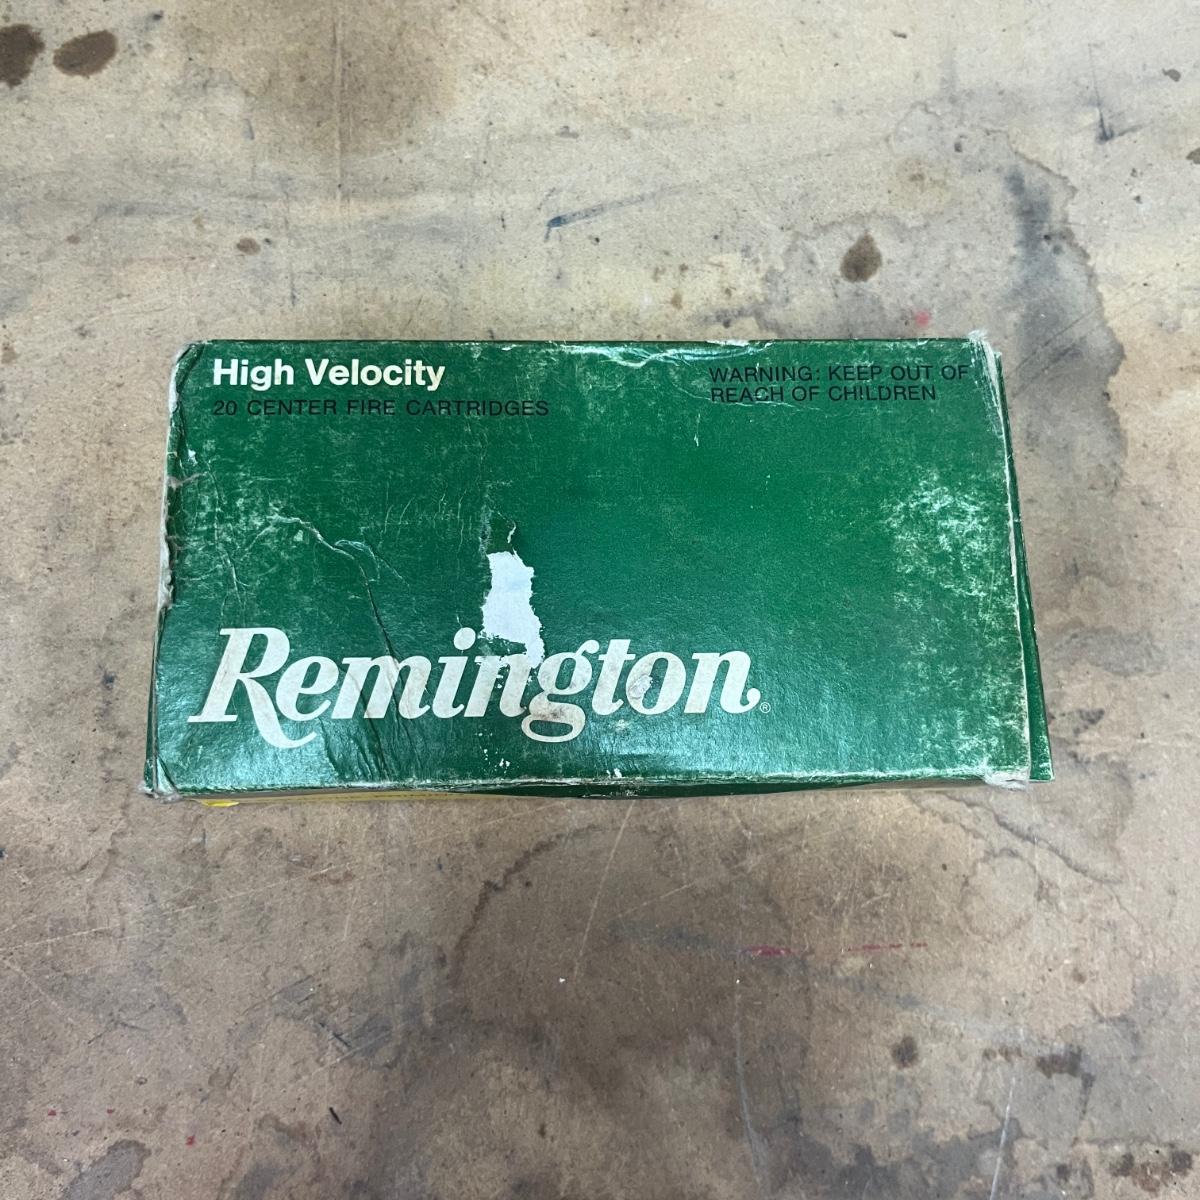 High Velocity
20 CENTER FIRE CARTRIDGES
WARNING: KEEP OUT OF
REACH OF CHILDREN
Remington®